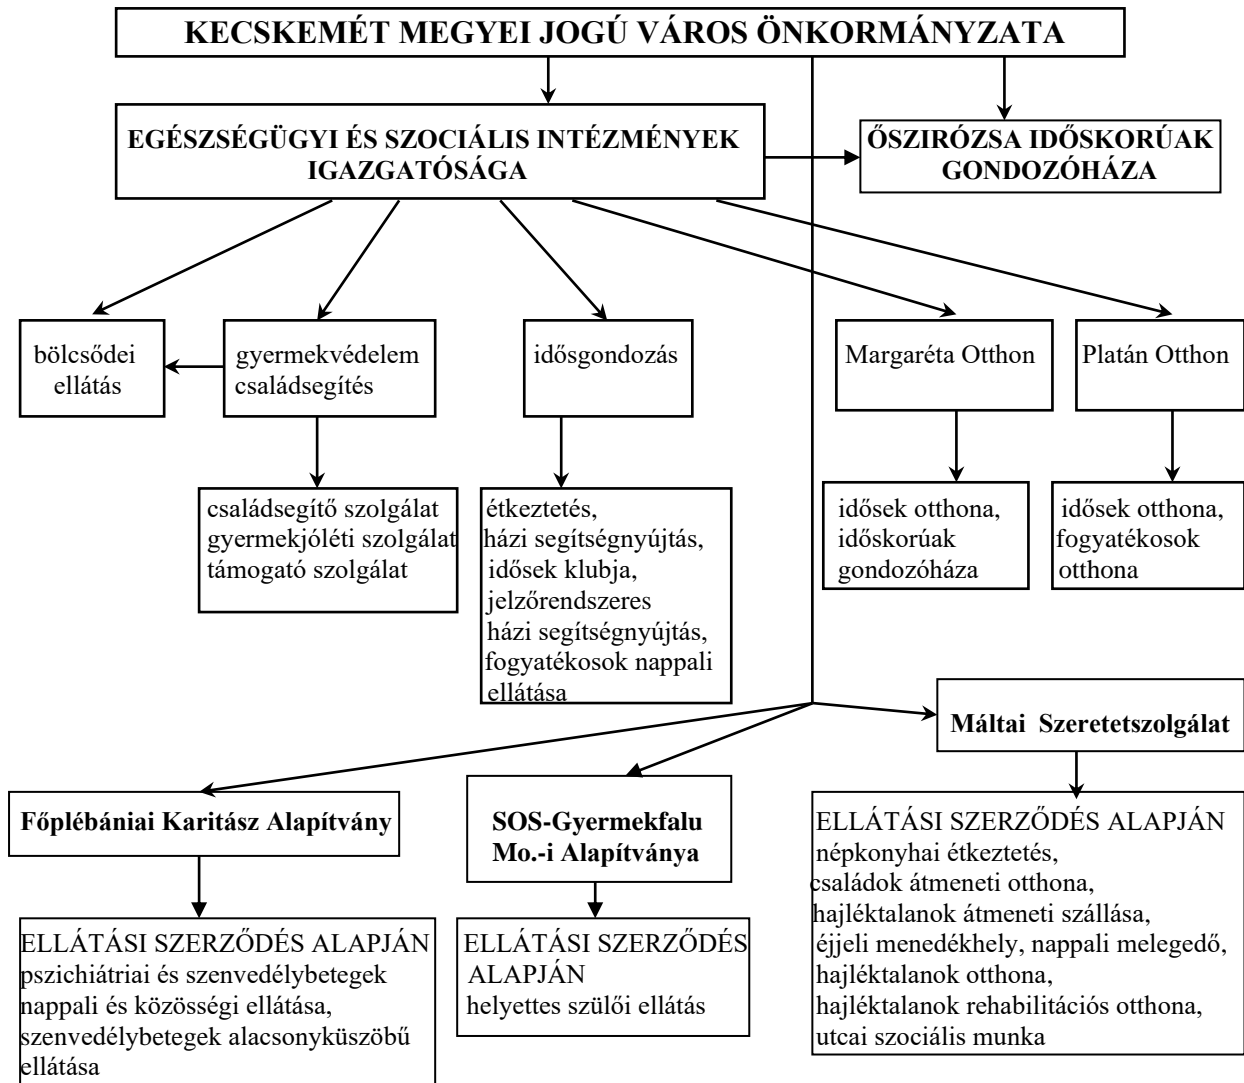 KECSKEMÉT MEGYEI JOGÚ VÁROS ÖNKORMÁNYZATA
EGÉSZSÉGÜGYI ÉS SZOCIÁLIS INTÉZMÉNYEK
IGAZGATÓSÁGA
ŐSZIRÓZSA IDŐSKORÚAK
GONDOZÓHÁZA
bölcsődei
ellátás
gyermekvédelem
családsegítés
idősgondozás
Margaréta Otthon
Platán Otthon
családsegítő szolgálat
gyermekjóléti szolgálat
támogató szolgálat
étkeztetés,
házi segítségnyújtás,
idősek klubja,
jelzőrendszeres
házi segítségnyújtás,
fogyatékosok nappali
ellátása
idősek otthona,
időskorúak
gondozóháza
idősek otthona,
fogyatékosok
otthona
Máltai Szeretetszolgálat
Főplébániai Karitász Alapítvány
SOS-Gyermekfalu
Mo.-i Alapítványa
ELLÁTÁSI SZERZŐDÉS ALAPJÁN
népkonyhai étkeztetés,
családok átmeneti otthona,
hajléktalanok átmeneti szállása,
éjjeli menedékhely, nappali melegedő,
hajléktalanok otthona,
hajléktalanok rehabilitációs otthona,
utcai szociális munka
ELLÁTÁSI SZERZŐDÉS ALAPJÁN
pszichiátriai és szenvedélybetegek
nappali és közösségi ellátása,
szenvedélybetegek alacsonyküszöbű
ellátása
ELLÁTÁSI SZERZŐDÉS
ALAPJÁN
helyettes szülői ellátás